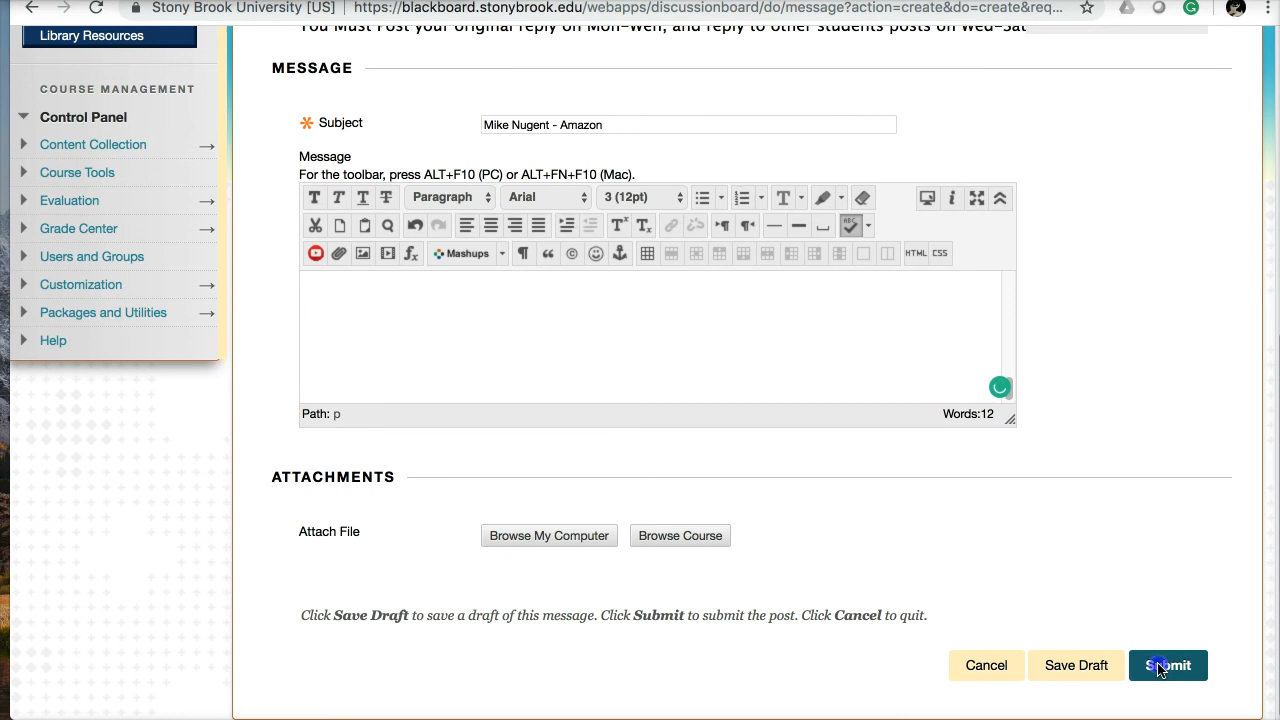 Stony Brook University [US]
https://blackboard.stonybrook.edu/webapps/discussionboard/do/message?action=create&do=create&req...
Library Resources
COURSE MANAGEMENT
Control Panel
Content Collection
Course Tools
Evaluation
Grade Center
Users and Groups
Customization
Packages and Utilities
Help
You Must Post your original reply on Mon-Wen, and reply to other students posts on Wed-Sat
MESSAGE
Subject
Mike Nugent - Amazon
Message
For the toolbar, press ALT+F10 (PC) or ALT+FN+F10 (Mac).
T T T T Paragraph Arial 3 (12pt) T
ABC
Mashups HTML CSS
Path: p Words:12
ATTACHMENTS
Attach File
Browse My Computer Browse Course
Click Save Draft to save a draft of this message. Click Submit to submit the post. Click Cancel to quit.
Cancel Save Draft Submit